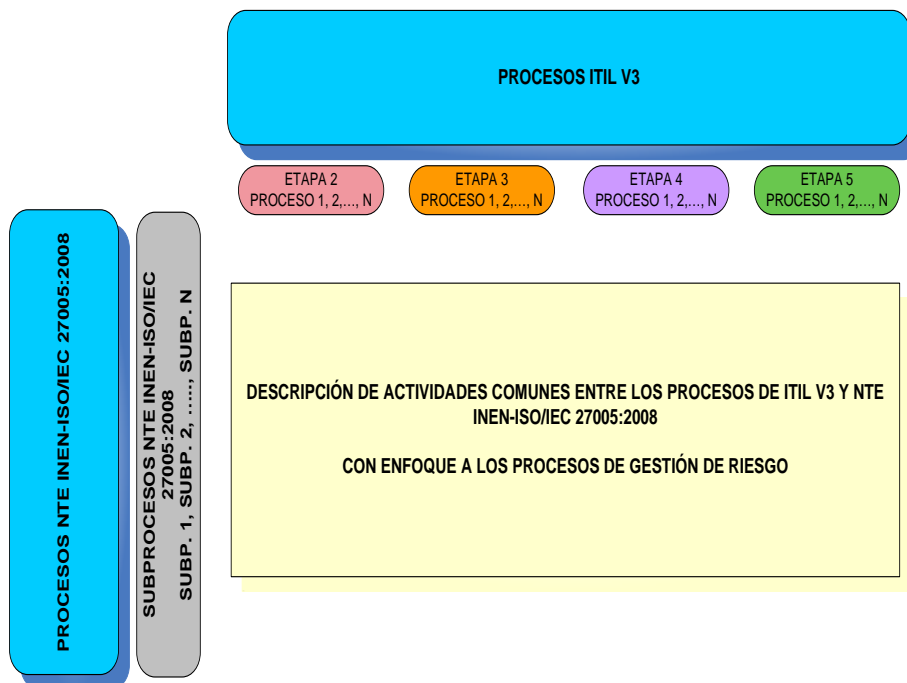 PROCESOS ITIL V3
ETAPA 2
PROCESO 1, 2,..., N
ETAPA 3
PROCESO 1, 2,..., N
ETAPA 4
PROCESO 1, 2,..., N
ETAPA 5
PROCESO 1, 2,..., N
PROCESOS NTE INEN-ISO/IEC 27005:2008
SUBPROCESOS NTE INEN-ISO/IEC
27005:2008
SUBP. 1, SUBP. 2, ....., SUBP. N
DESCRIPCIÓN DE ACTIVIDADES COMUNES ENTRE LOS PROCESOS DE ITIL V3 Y NTE
INEN-ISO/IEC 27005:2008
CON ENFOQUE A LOS PROCESOS DE GESTIÓN DE RIESGO